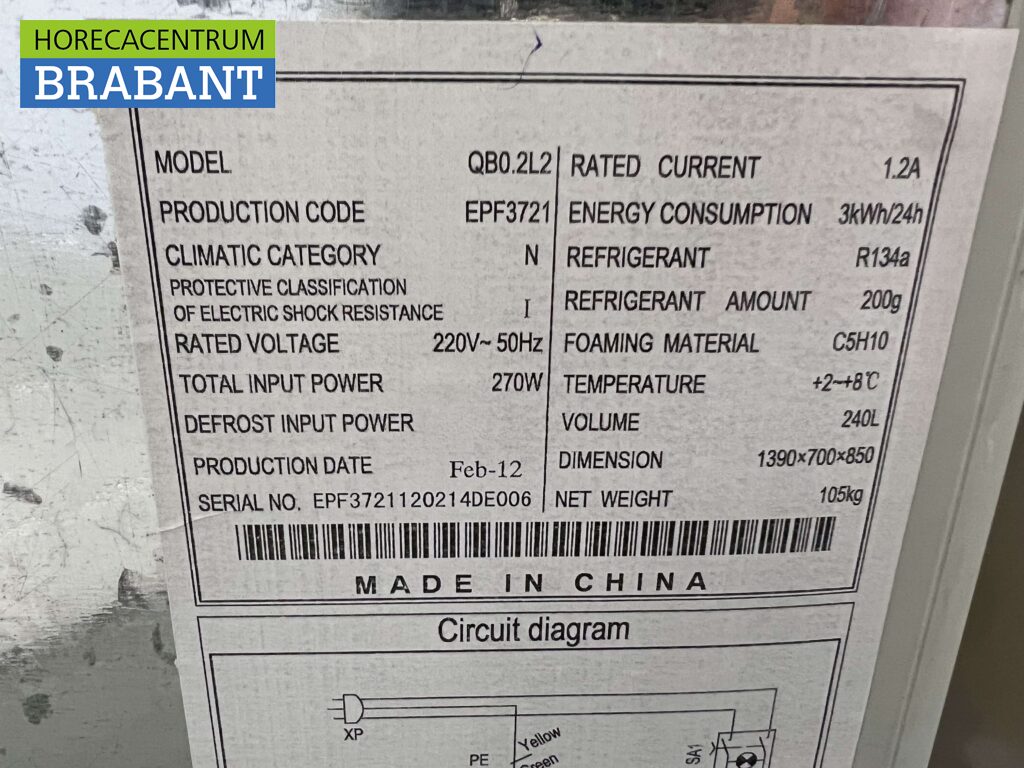 HORECACENTRUM
BRABANT
MODEL QB0.2L2
PRODUCTION CODE EPF3721
CLIMATIC CATEGORY N
PROTECTIVE CLASSIFICATION
OF ELECTRIC SHOCK RESISTANCE I
RATED VOLTAGE 220V~ 50Hz
TOTAL INPUT POWER 270W
DEFROST INPUT POWER
PRODUCTION DATE Feb-12
SERIAL NO. EPF3721120214DE006
RATED CURRENT 1.2A
ENERGY CONSUMPTION 3kWh/24h
REFRIGERANT R134a
REFRIGERANT AMOUNT 200g
FOAMING MATERIAL C5H10
TEMPERATURE +2~+8℃
VOLUME 240L
DIMENSION 1390×700×850
NET WEIGHT 105kg
MADE IN CHINA
Circuit diagram
XP
PE
Yellow
Green
SA1